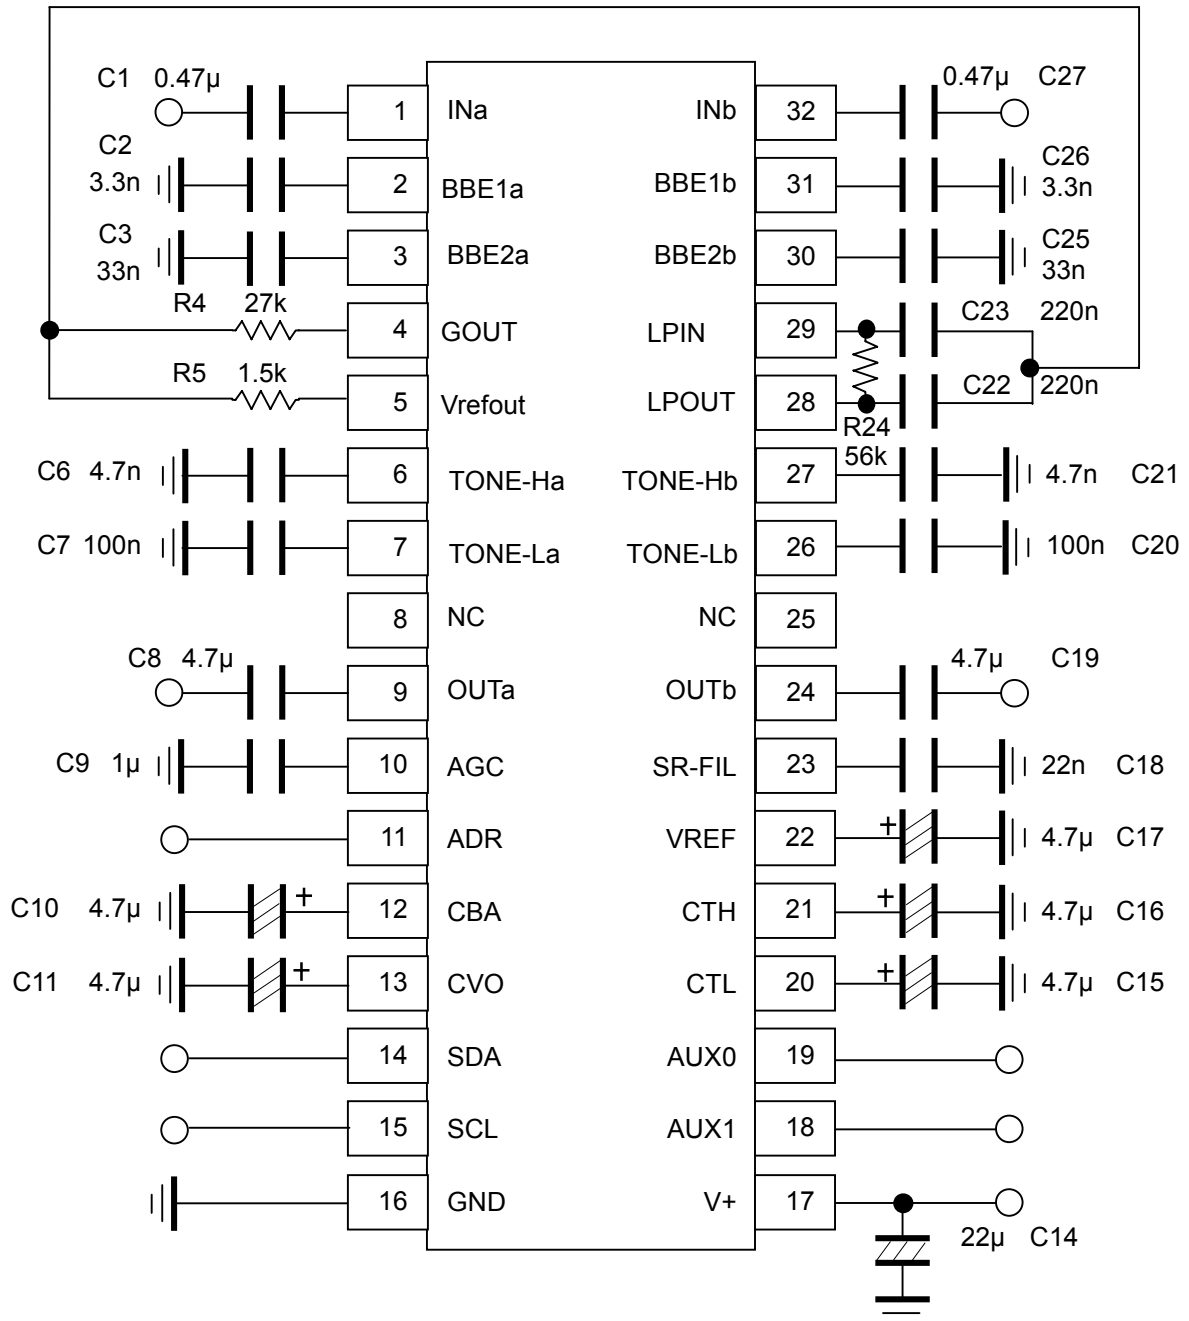 C1 0.47µ 1 INa INb 32 0.47µ C27
C2 3.3n 2 BBE1a BBE1b 31 C26 3.3n
C3 33n 3 BBE2a BBE2b 30 C25 33n
R4 27k 4 GOUT LPIN 29 C23 220n
R5 1.5k 5 Vrefout LPOUT 28 C22 220n
R24
56k
C6 4.7n 6 TONE-Ha TONE-Hb 27 4.7n C21
C7 100n 7 TONE-La TONE-Lb 26 100n C20
8 NC NC 25
C8 4.7µ 9 OUTa OUTb 24 4.7µ C19
C9 1µ 10 AGC SR-FIL 23 22n C18
11 ADR VREF 22 + 4.7µ C17
C10 4.7µ + 12 CBA CTH 21 + 4.7µ C16
C11 4.7µ + 13 CVO CTL 20 + 4.7µ C15
14 SDA AUX0 19
15 SCL AUX1 18
16 GND V+ 17
22µ C14